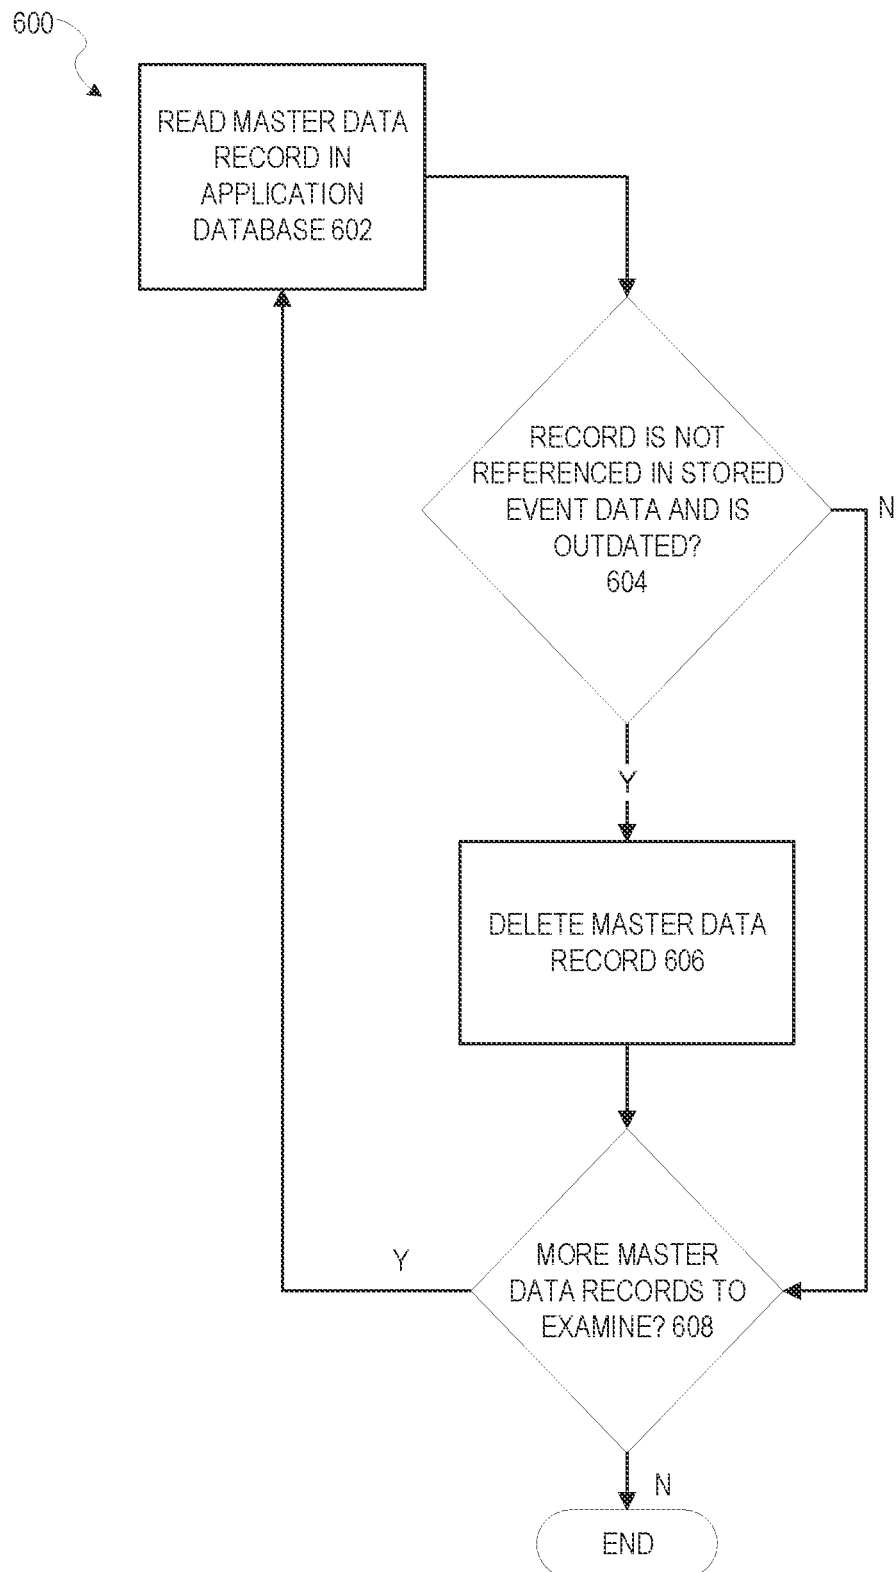 600
READ MASTER DATA
RECORD IN
APPLICATION
DATABASE 602
RECORD IS NOT
REFERENCED IN STORED
EVENT DATA AND IS
OUTDATED?
604
N
Y
DELETE MASTER DATA
RECORD 606
Y
MORE MASTER
DATA RECORDS TO
EXAMINE? 608
N
END